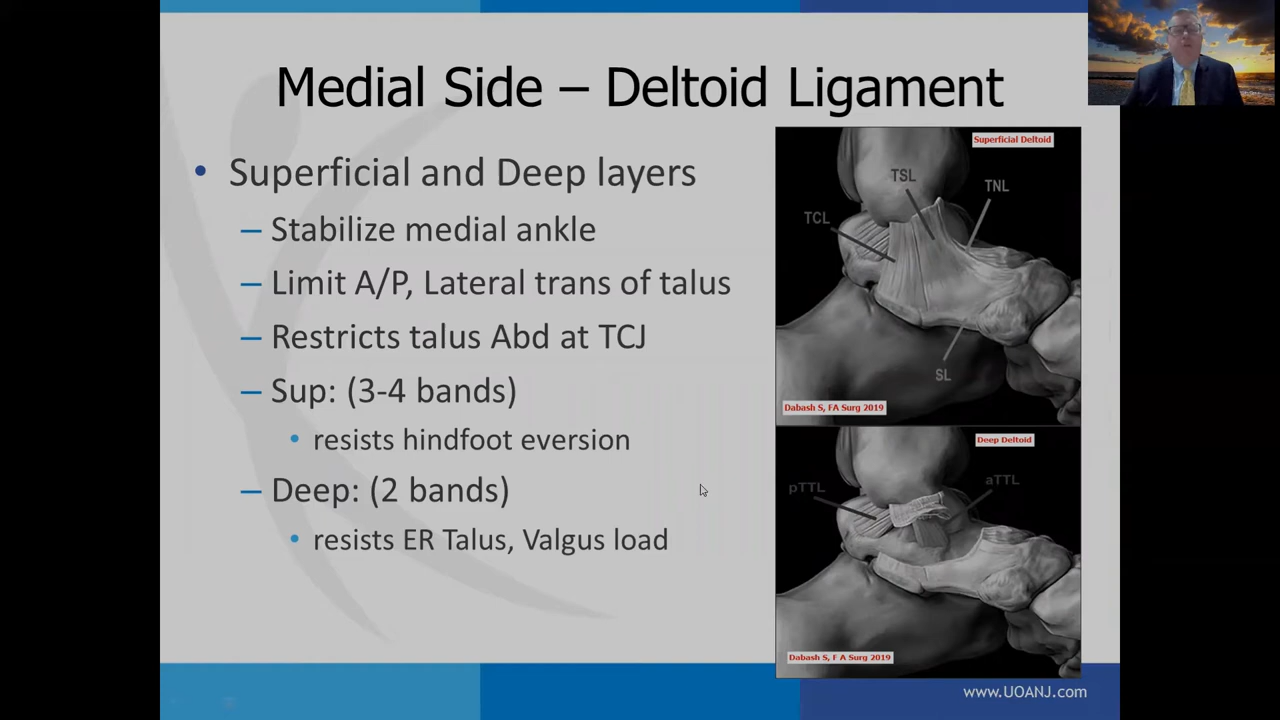 Medial Side – Deltoid Ligament
• Superficial and Deep layers
– Stabilize medial ankle
– Limit A/P, Lateral trans of talus
– Restricts talus Abd at TCJ
– Sup: (3-4 bands)
• resists hindfoot eversion
– Deep: (2 bands)
• resists ER Talus, Valgus load
Superficial Deltoid
TSL
TNL
TCL
SL
Dabash S, FA Surg 2019
Deep Deltoid
pTTL
aTTL
Dabash S, F A Surg 2019
www.UOANJ.com